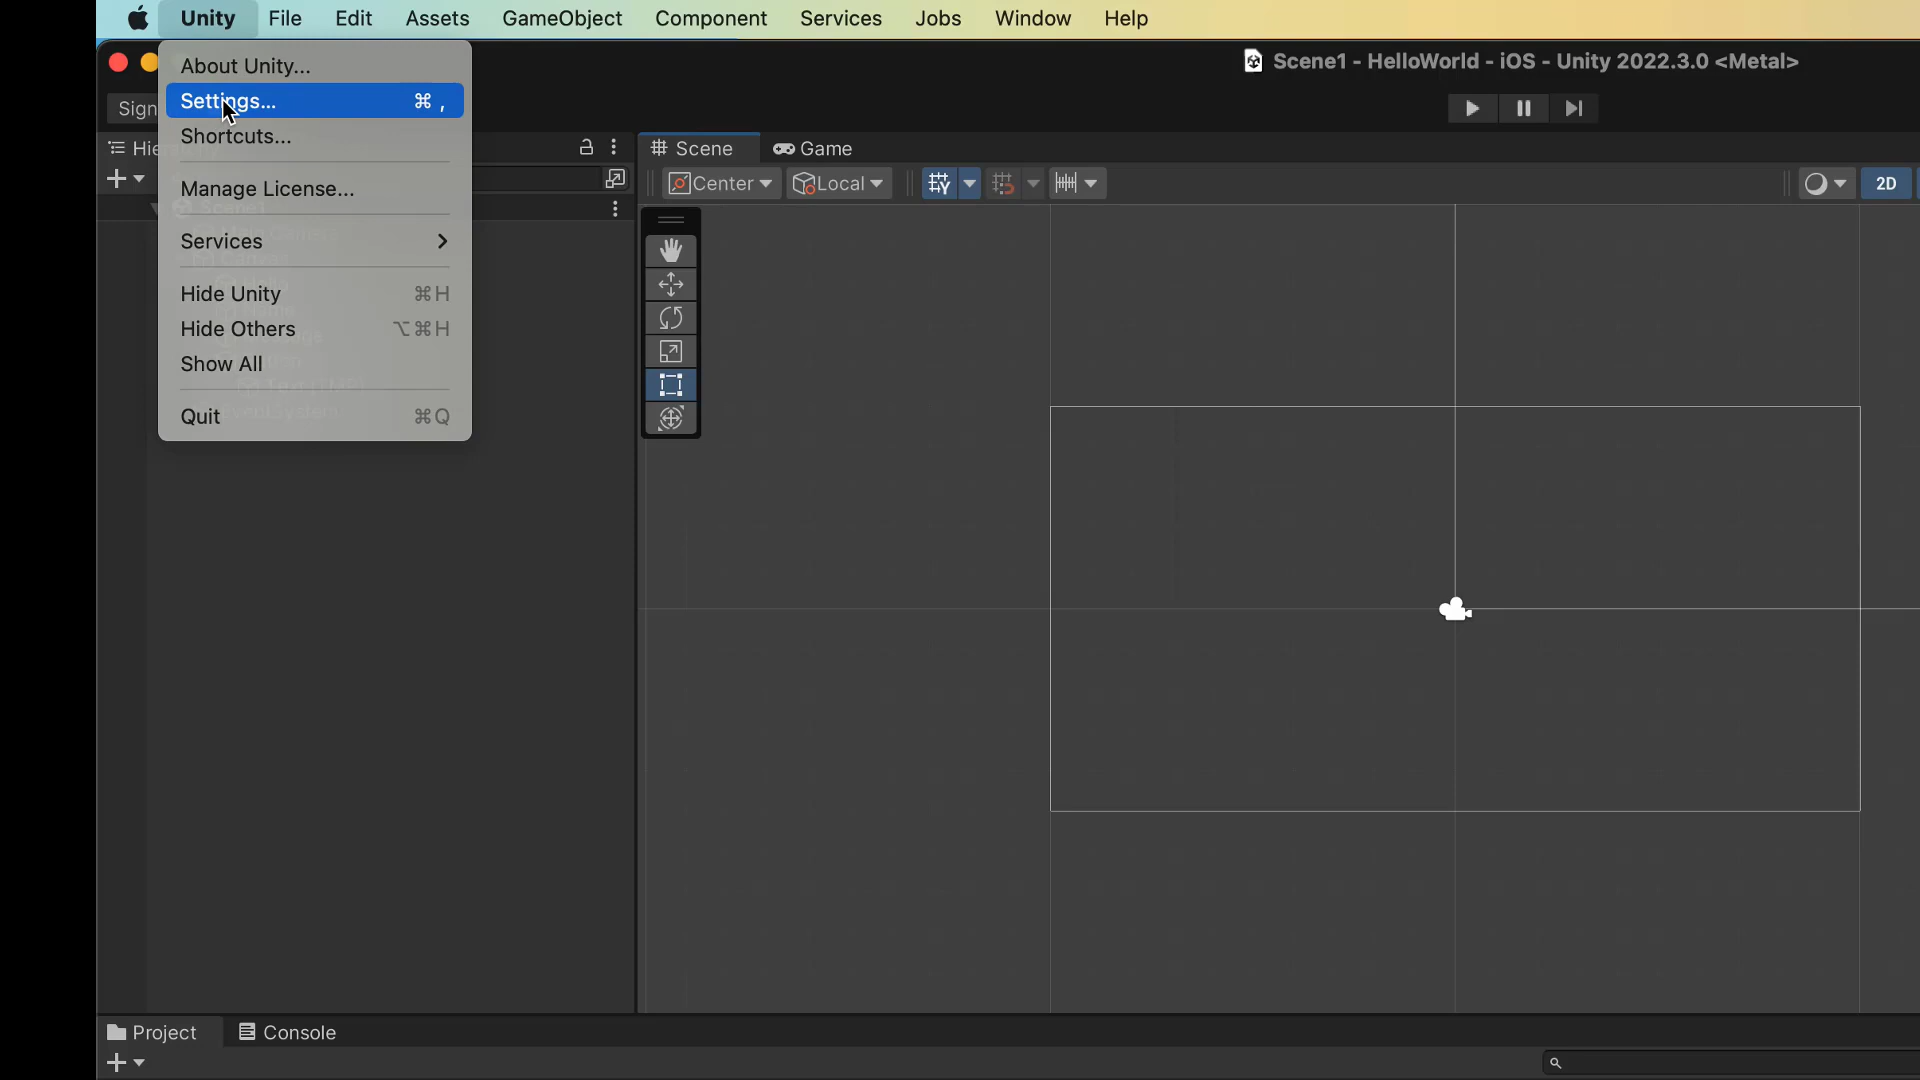 Unity File Edit Assets GameObject Component Services Jobs Window Help
Scene1 - HelloWorld - iOS - Unity 2022.3.0 <Metal>
About Unity...
Settings... ⌘ ,
Shortcuts...
Manage License...
Services
Hide Unity ⌘H
Hide Others ⌥⌘H
Show All
Quit ⌘Q
Sign
Scene Game
Center Local 2D
Scene1
Project Console